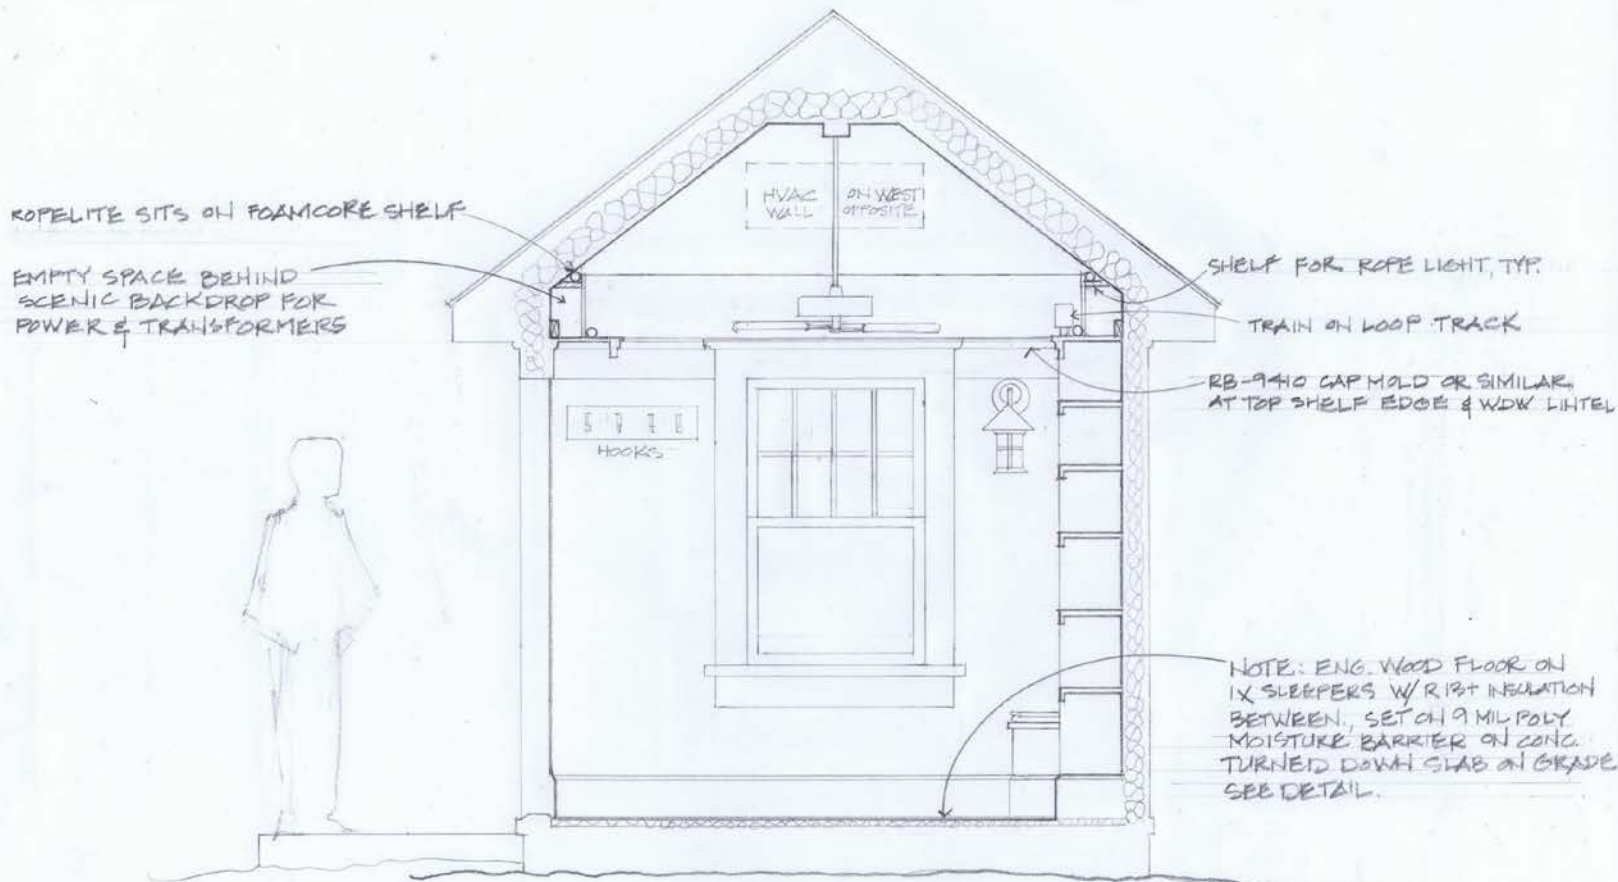 ROPELITE SITS ON FOAMCORE SHELF
EMPTY SPACE BEHIND
SCENIC BACKDROP FOR
POWER & TRANSFORMERS
HVAC ON WEST
WALL OPPOSITE
HOOKS
SHELF FOR ROPE LIGHT, TYP.
TRAIN ON LOOP TRACK
RB-9410 CAP MOLD OR SIMILAR,
AT TOP SHELF EDGE & WDW LINTEL
NOTE: ENG. WOOD FLOOR ON
1X SLEEPERS W/ R13+ INSULATION
BETWEEN, SET ON 9 MIL POLY
MOISTURE BARRIER ON CONC.
TURNED DOWN SLAB ON GRADE
SEE DETAIL.